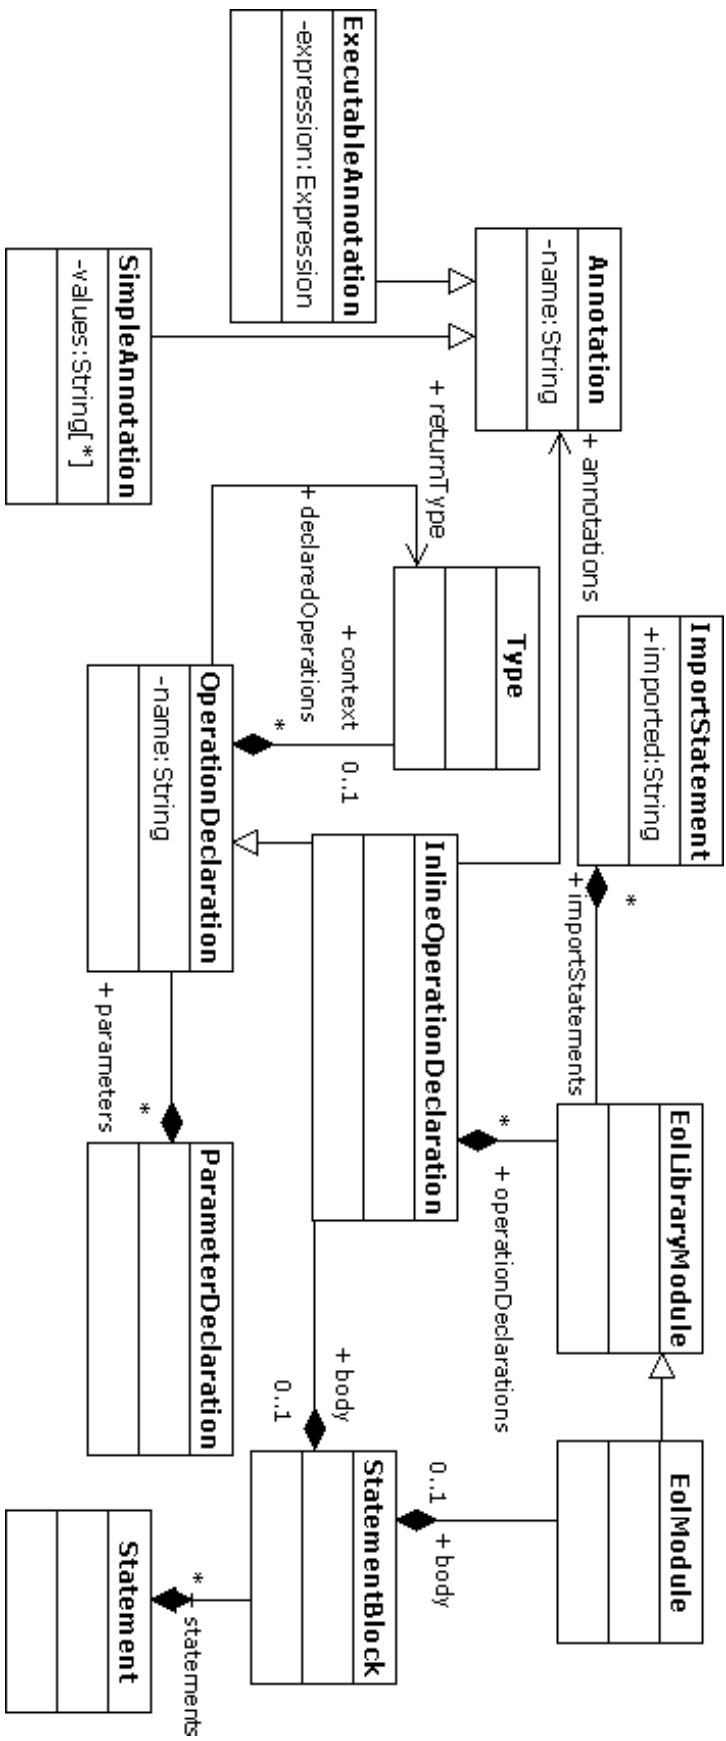 ImportStatement
+imported:String
*
+ importStatements
EolLibraryModule
EolModule
Annotation
-name:String
+ annotations
Type
+ returnType
InlineOperationDeclaration
*
+ operationDeclarations
0..1
+ body
ExecutableAnnotation
-expression:Expression
+ context
0..1
+ declaredOperations
*
+ body
0..1
StatementBlock
OperationDeclaration
-name:String
+ parameters
*
ParameterDeclaration
SimpleAnnotation
-values:String[*]
*
statements
Statement